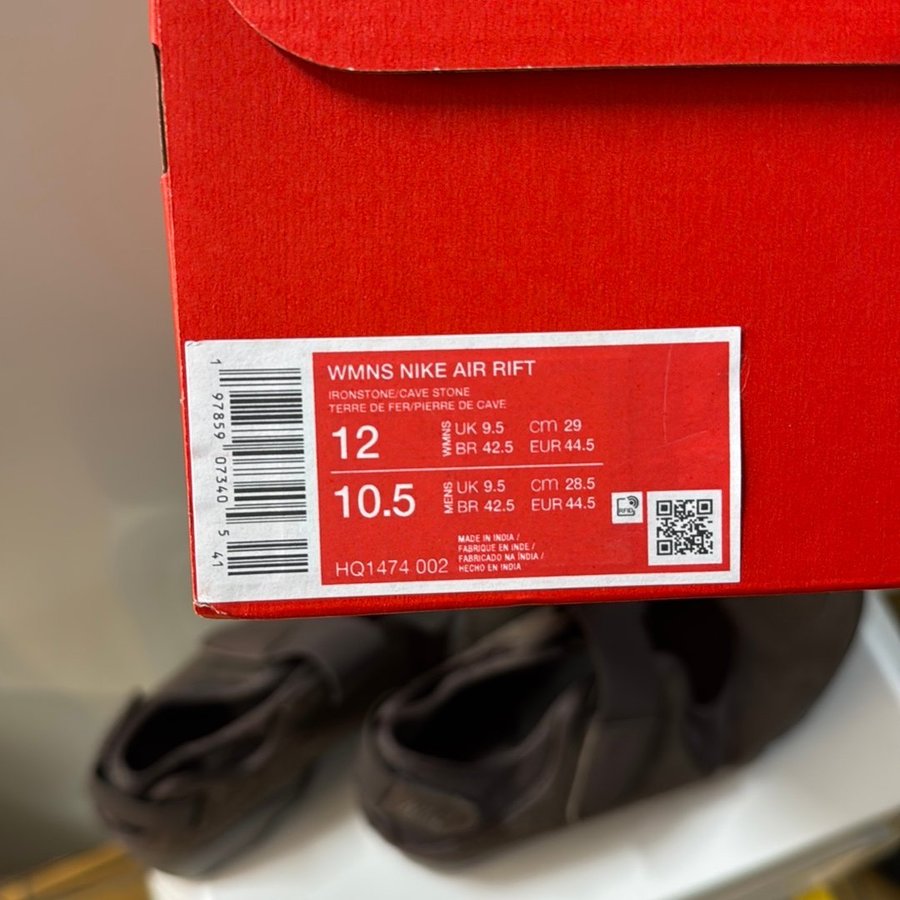 WMNS NIKE AIR RIFT
IRONSTONE/CAVE STONE
TERRE DE FER/PIERRE DE CAVE
12
WMNS
UK 9.5 cm 29
BR 42.5 EUR 44.5
10.5
MENS
UK 9.5 cm 28.5
BR 42.5 EUR 44.5
RFID
HQ1474 002
MADE IN INDIA /
FABRIQUE EN INDE /
FABRICADO NA ÍNDIA /
HECHO EN INDIA
1 97859 07340 5 41